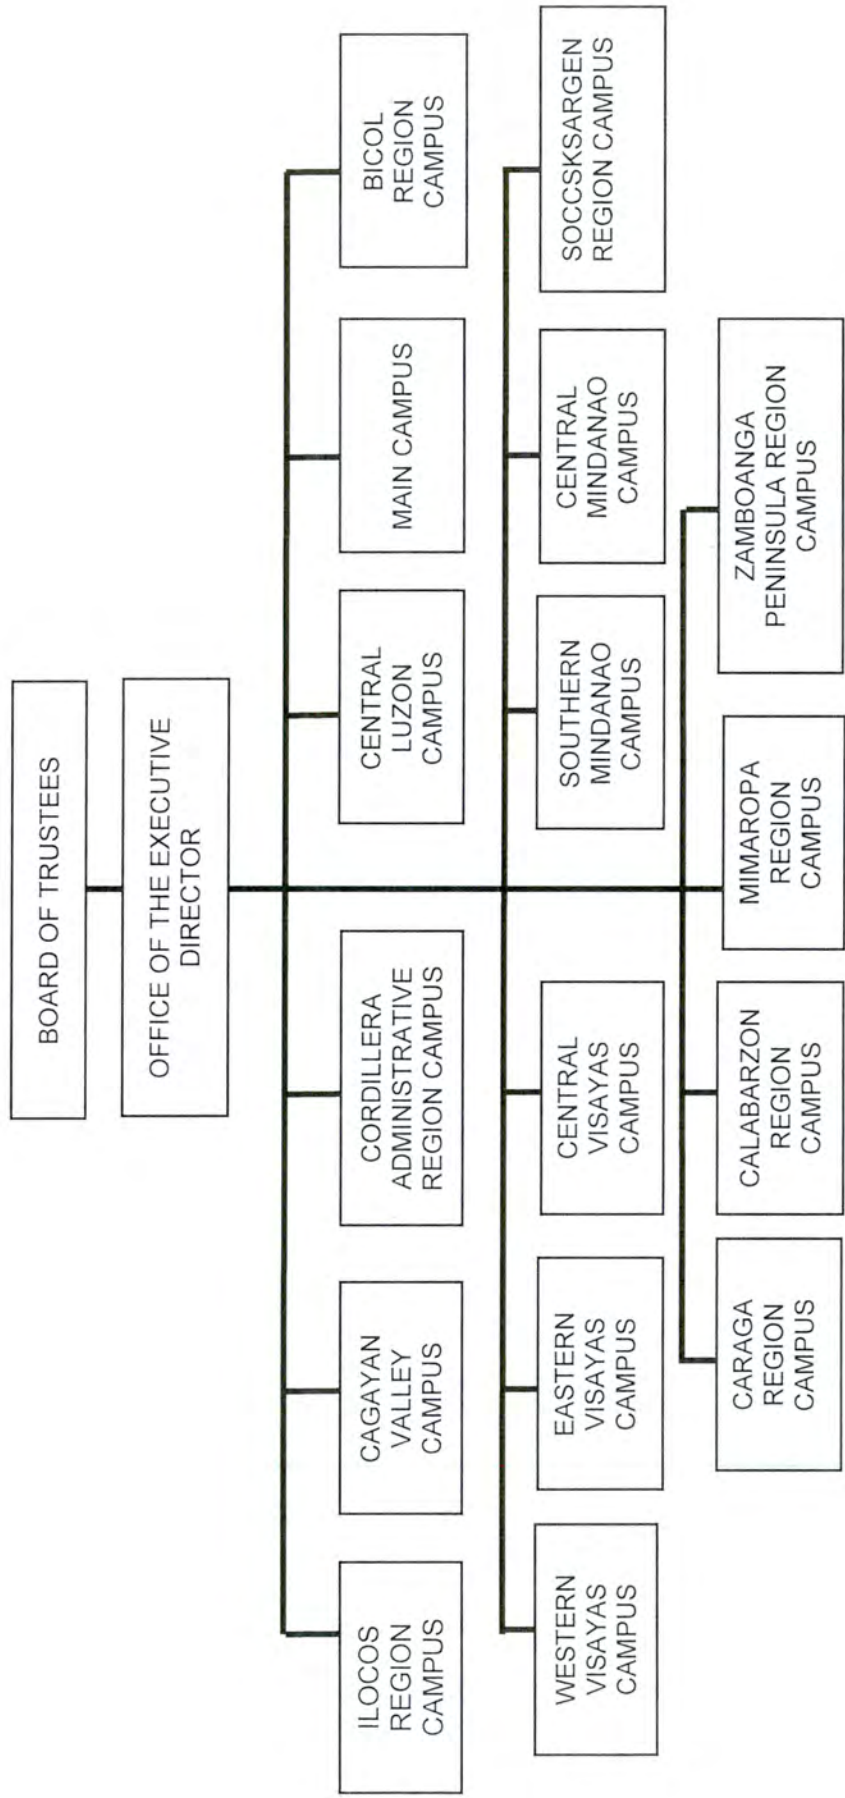 BOARD OF TRUSTEES
OFFICE OF THE EXECUTIVE
DIRECTOR
ILOCOS
REGION
CAMPUS
CAGAYAN
VALLEY
CAMPUS
CORDILLERA
ADMINISTRATIVE
REGION CAMPUS
CENTRAL
LUZON
CAMPUS
MAIN CAMPUS
BICOL
REGION
CAMPUS
WESTERN
VISAYAS
CAMPUS
EASTERN
VISAYAS
CAMPUS
CENTRAL
VISAYAS
CAMPUS
SOUTHERN
MINDANAO
CAMPUS
CENTRAL
MINDANAO
CAMPUS
SOCCSKSARGEN
REGION CAMPUS
CARAGA
REGION
CAMPUS
CALABARZON
REGION
CAMPUS
MIMAROPA
REGION
CAMPUS
ZAMBOANGA
PENINSULA REGION
CAMPUS